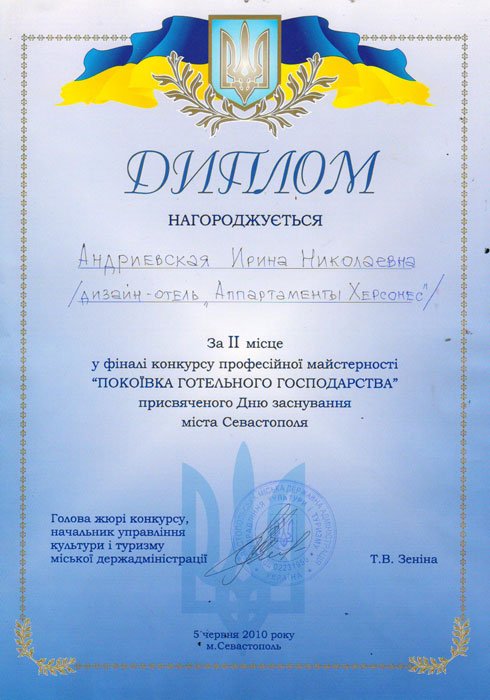 ДИПЛОМ
НАГОРОДЖУЄТЬСЯ
Андриевская Ирина Николаевна
/дизайн-отель „Аппартаменты Херсонес"/
За II місце
у фіналі конкурсу професійної майстерності
“ПОКОЇВКА ГОТЕЛЬНОГО ГОСПОДАРСТВА”
присвяченого Дню заснування
міста Севастополя
Голова жюрі конкурсу,
начальник управління
культури і туризму
міської держадміністрації
Т.В. Зеніна
УКРАЇНА
5 червня 2010 року
м.Севастополь